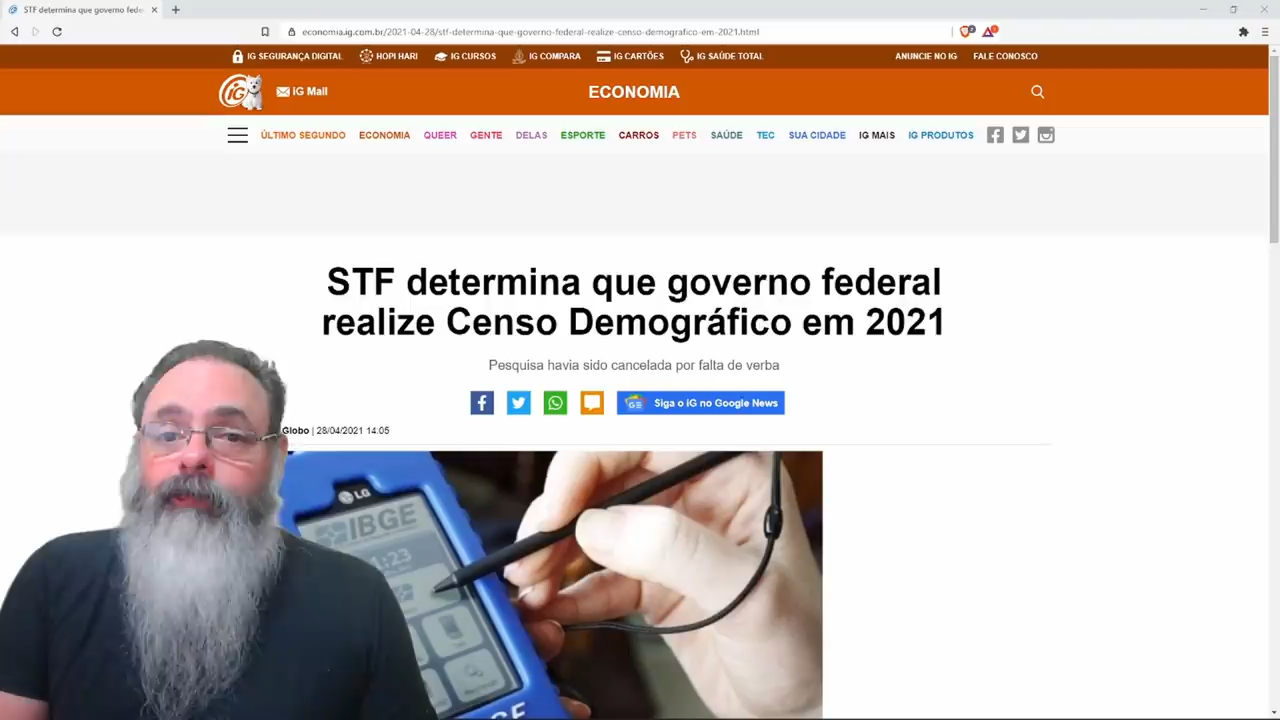 STF determina que governo fede
economia.ig.com.br/2021-04-28/stf-determina-que-governo-federal-realize-censo-demografico-em-2021.html
IG SEGURANÇA DIGITAL HOPI HARI IG CURSOS IG COMPARA IG CARTÕES IG SAÚDE TOTAL ANUNCIE NO IG FALE CONOSCO
iG IG Mail ECONOMIA
ÚLTIMO SEGUNDO ECONOMIA QUEER GENTE DELAS ESPORTE CARROS PETS SAÚDE TEC SUA CIDADE IG MAIS IG PRODUTOS
STF determina que governo federal
realize Censo Demográfico em 2021
Pesquisa havia sido cancelada por falta de verba
Siga o iG no Google News
Globo | 28/04/2021 14:05
LG
IBGE
:23
GE